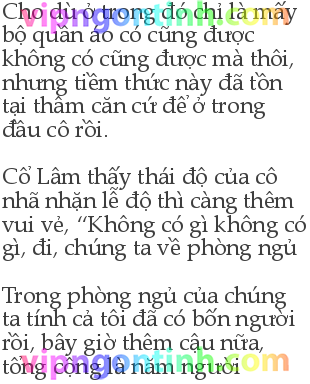 Cho dù ở trong đó chỉ là mấy
bộ quần áo có cũng được
không có cũng được mà thôi,
nhưng tiềm thức này đã tồn
tại thâm căn cứ đế ở trong
đầu cô rồi.
Cố Lâm thấy thái độ của cô
nhã nhặn lễ độ thì càng thêm
vui vẻ, “Không có gì không có
gì, đi, chúng ta về phòng ngủ
Trong phòng ngủ của chúng
ta tính cả tôi đã có bốn người
rồi, bây giờ thêm cậu nữa,
tổng cộng là năm người
vipngontinh.com
vipngontinh.com